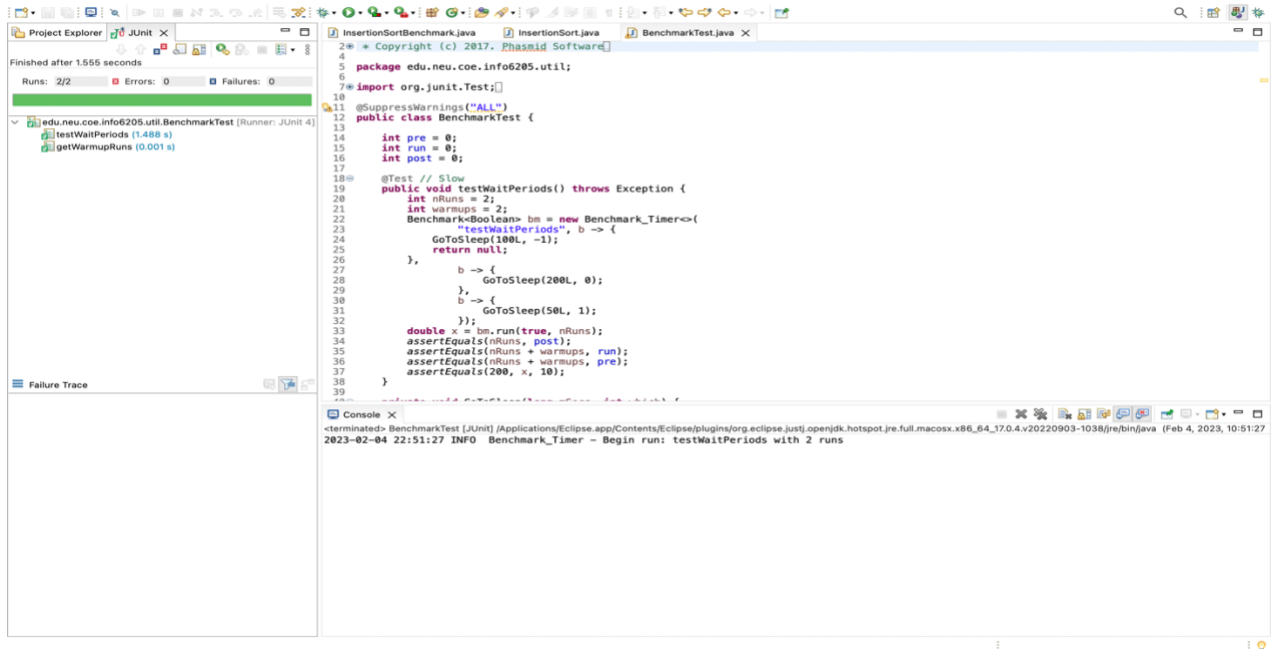 Project Explorer JUnit
Finished after 1.555 seconds
Runs: 2/2 Errors: 0 Failures: 0
edu.neu.coe.info6205.util.BenchmarkTest [Runner: JUnit 4]
testWaitPeriods (1.488 s)
getWarmupRuns (0.001 s)
Failure Trace
InsertionSortBenchmark.java InsertionSort.java BenchmarkTest.java
2 * Copyright (c) 2017. Phasmid Software
4
5 package edu.neu.coe.info6205.util;
6
7 import org.junit.Test;
10
11 @SuppressWarnings("ALL")
12 public class BenchmarkTest {
13
14 int pre = 0;
15 int run = 0;
16 int post = 0;
17
18 @Test // Slow
19 public void testWaitPeriods() throws Exception {
20 int nRuns = 2;
21 int warmups = 2;
22 Benchmark<Boolean> bm = new Benchmark_Timer<>(
23 "testWaitPeriods", b -> {
24 GoToSleep(100L, -1);
25 return null;
26 },
27 b -> {
28 GoToSleep(200L, 0);
29 },
30 b -> {
31 GoToSleep(50L, 1);
32 });
33 double x = bm.run(true, nRuns);
34 assertEquals(nRuns, post);
35 assertEquals(nRuns + warmups, run);
36 assertEquals(nRuns + warmups, pre);
37 assertEquals(200, x, 10);
38 }
39
Console
<terminated> BenchmarkTest [JUnit] /Applications/Eclipse.app/Contents/Eclipse/plugins/org.eclipse.justj.openjdk.hotspot.jre.full.macosx.x86_64_17.0.4.v20220903-1038/jre/bin/java (Feb 4, 2023, 10:51:27
2023-02-04 22:51:27 INFO Benchmark_Timer - Begin run: testWaitPeriods with 2 runs